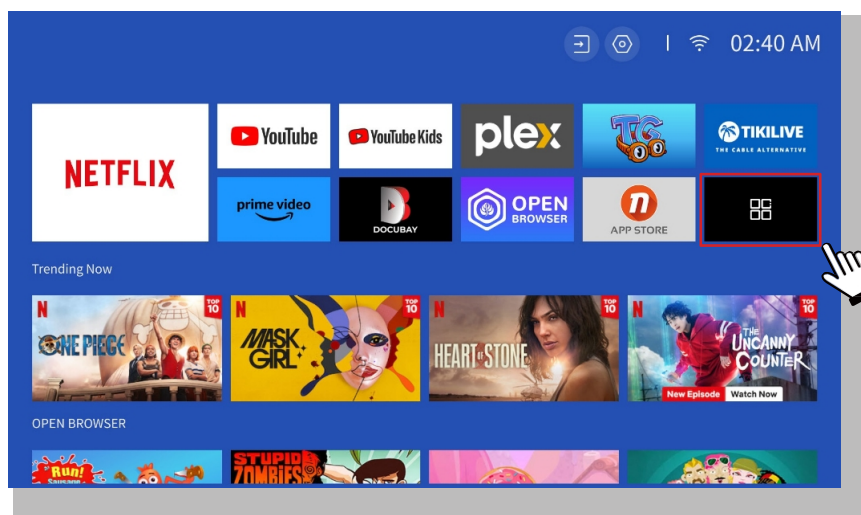 02:40 AM
NETFLIX
YouTube
YouTube Kids
plex
TG
TIKILIVE
THE CABLE ALTERNATIVE
prime video
DOCUBAY
OPEN
BROWSER
n
APP STORE
Trending Now
N
TOP
10
ONE PIECE
N
TOP
10
MASK
GIRL
N
TOP
10
HEART OF STONE
N
TOP
10
THE
UNCANNY
COUNTER
New Episode
Watch Now
OPEN BROWSER
Run!
Sausage
STUPID
ZOMBIES